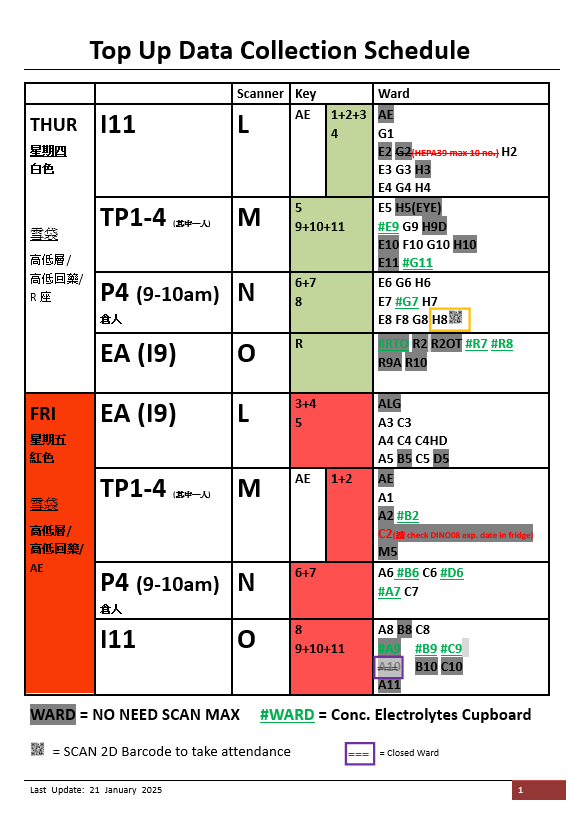 Top Up Data Collection Schedule
Scanner Key Ward
THUR
星期四
白色
雪袋
高低層/
高低回藥/
R 座
I11 L AE 1+2+3
4
AE
G1
E2 G2(HEPA39 max 10 no.) H2
E3 G3 H3
E4 G4 H4
TP1-4 (其中一人) M 5
9+10+11
E5 H5(EYE)
#E9 G9 H9D
E10 F10 G10 H10
E11 #G11
P4 (9-10am) N 6+7
倉人 8
E6 G6 H6
E7 #G7 H7
E8 F8 G8 H8
EA (I9) O R
#RTO R2 R2OT #R7 #R8
R9A R10
FRI
星期五
紅色
雪袋
高低層/
高低回藥/
AE
EA (I9) L 3+4
5
ALG
A3 C3
A4 C4 C4HD
A5 B5 C5 D5
TP1-4 (其中一人) M AE 1+2
AE
A1
A2 #B2
C2( check DINO08 exp. date in fridge)
M5
P4 (9-10am) N 6+7
倉人
A6 #B6 C6 #D6
#A7 C7
I11 O 8
9+10+11
A8 B8 C8
#A9 #B9 #C9
A10 B10 C10
A11
WARD = NO NEED SCAN MAX #WARD = Conc. Electrolytes Cupboard
= SCAN 2D Barcode to take attendance === = Closed Ward
Last Update: 21 January 2025 1